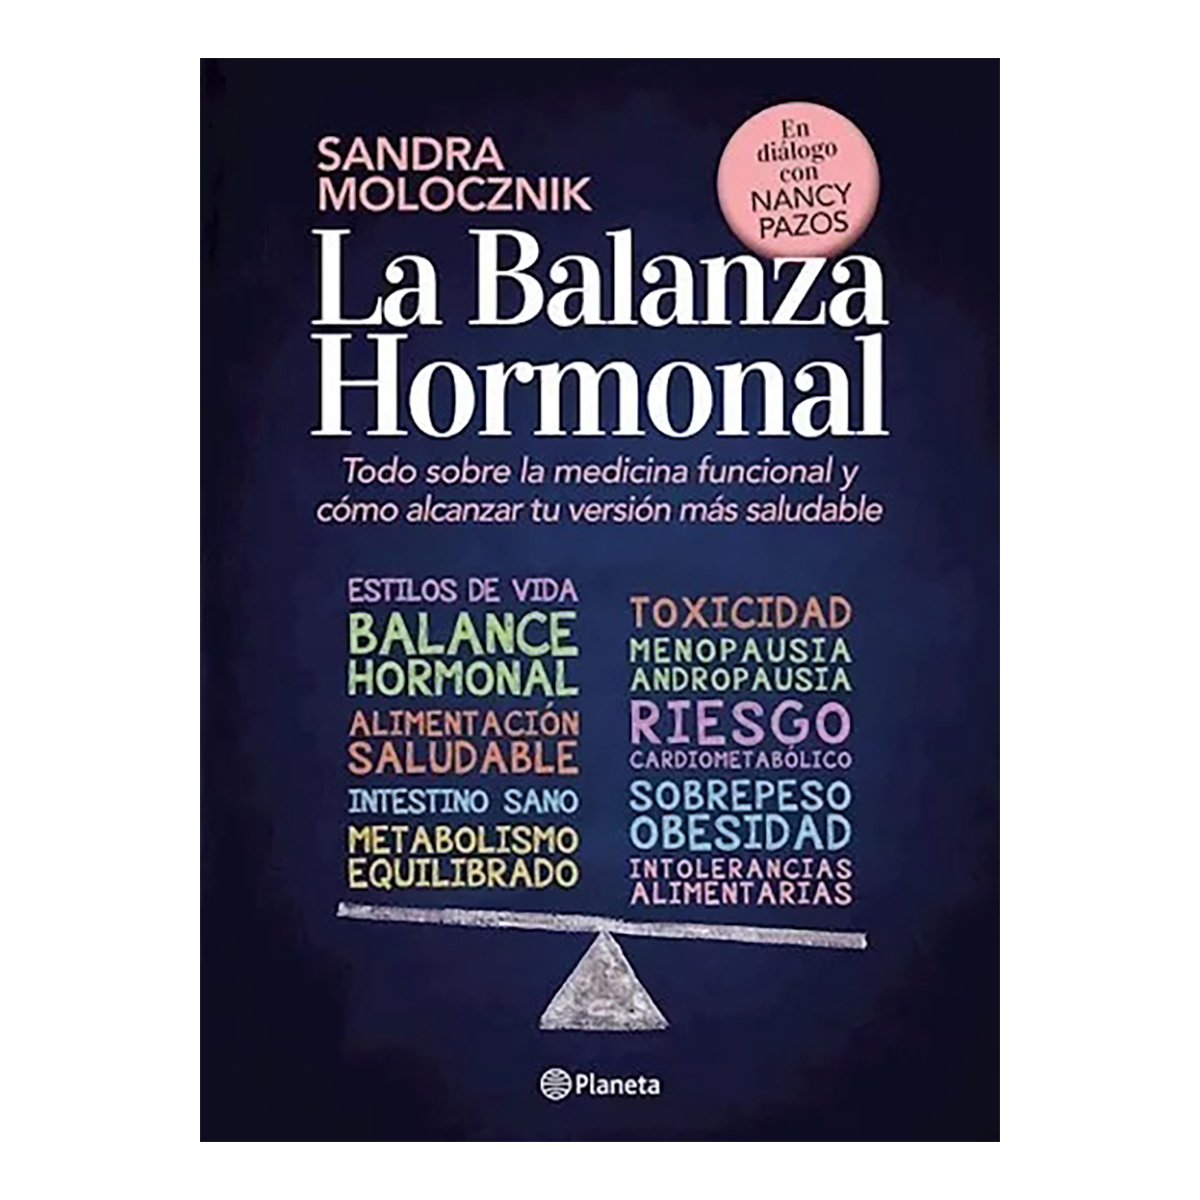 SANDRA
MOLOCZNIK
En
diálogo
con
NANCY
PAZOS
La Balanza
Hormonal
Todo sobre la medicina funcional y
cómo alcanzar tu versión más saludable
ESTILOS DE VIDA
BALANCE
HORMONAL
ALIMENTACIÓN
SALUDABLE
INTESTINO SANO
METABOLISMO
EQUILIBRADO
TOXICIDAD
MENOPAUSIA
ANDROPAUSIA
RIESGO
CARDIOMETABÓLICO
SOBREPESO
OBESIDAD
INTOLERANCIAS
ALIMENTARIAS
Planeta